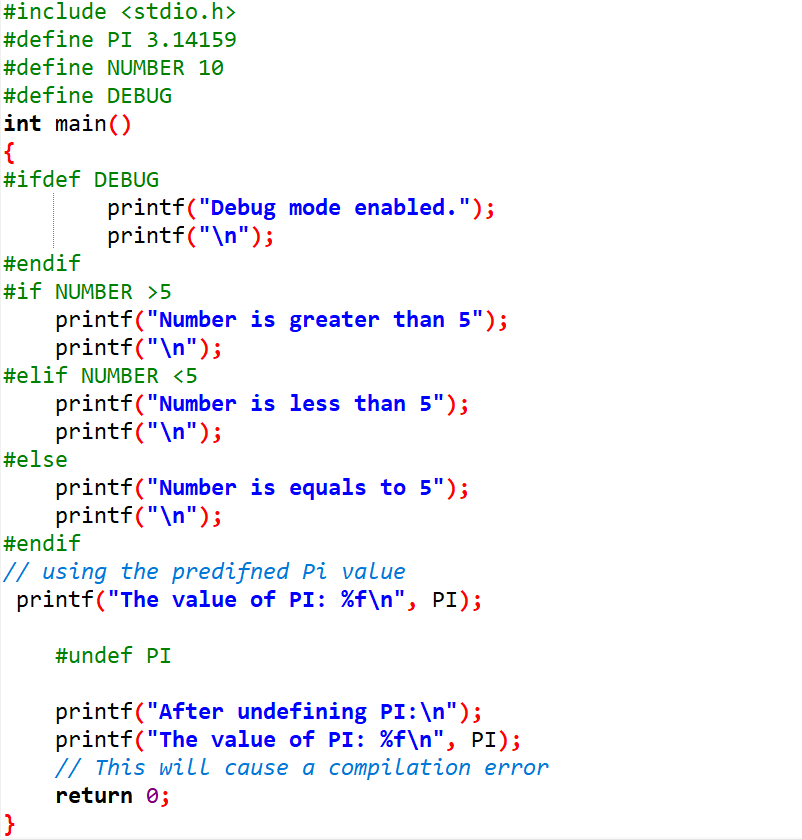 #include <stdio.h>
#define PI 3.14159
#define NUMBER 10
#define DEBUG
int main()
{
#ifdef DEBUG
        printf("Debug mode enabled.");
        printf("\n");
#endif
#if NUMBER >5
    printf("Number is greater than 5");
    printf("\n");
#elif NUMBER <5
    printf("Number is less than 5");
    printf("\n");
#else
    printf("Number is equals to 5");
    printf("\n");
#endif
// using the predifned Pi value
 printf("The value of PI: %f\n", PI);
    #undef PI
    printf("After undefining PI:\n");
    printf("The value of PI: %f\n", PI);
    // This will cause a compilation error
    return 0;
}